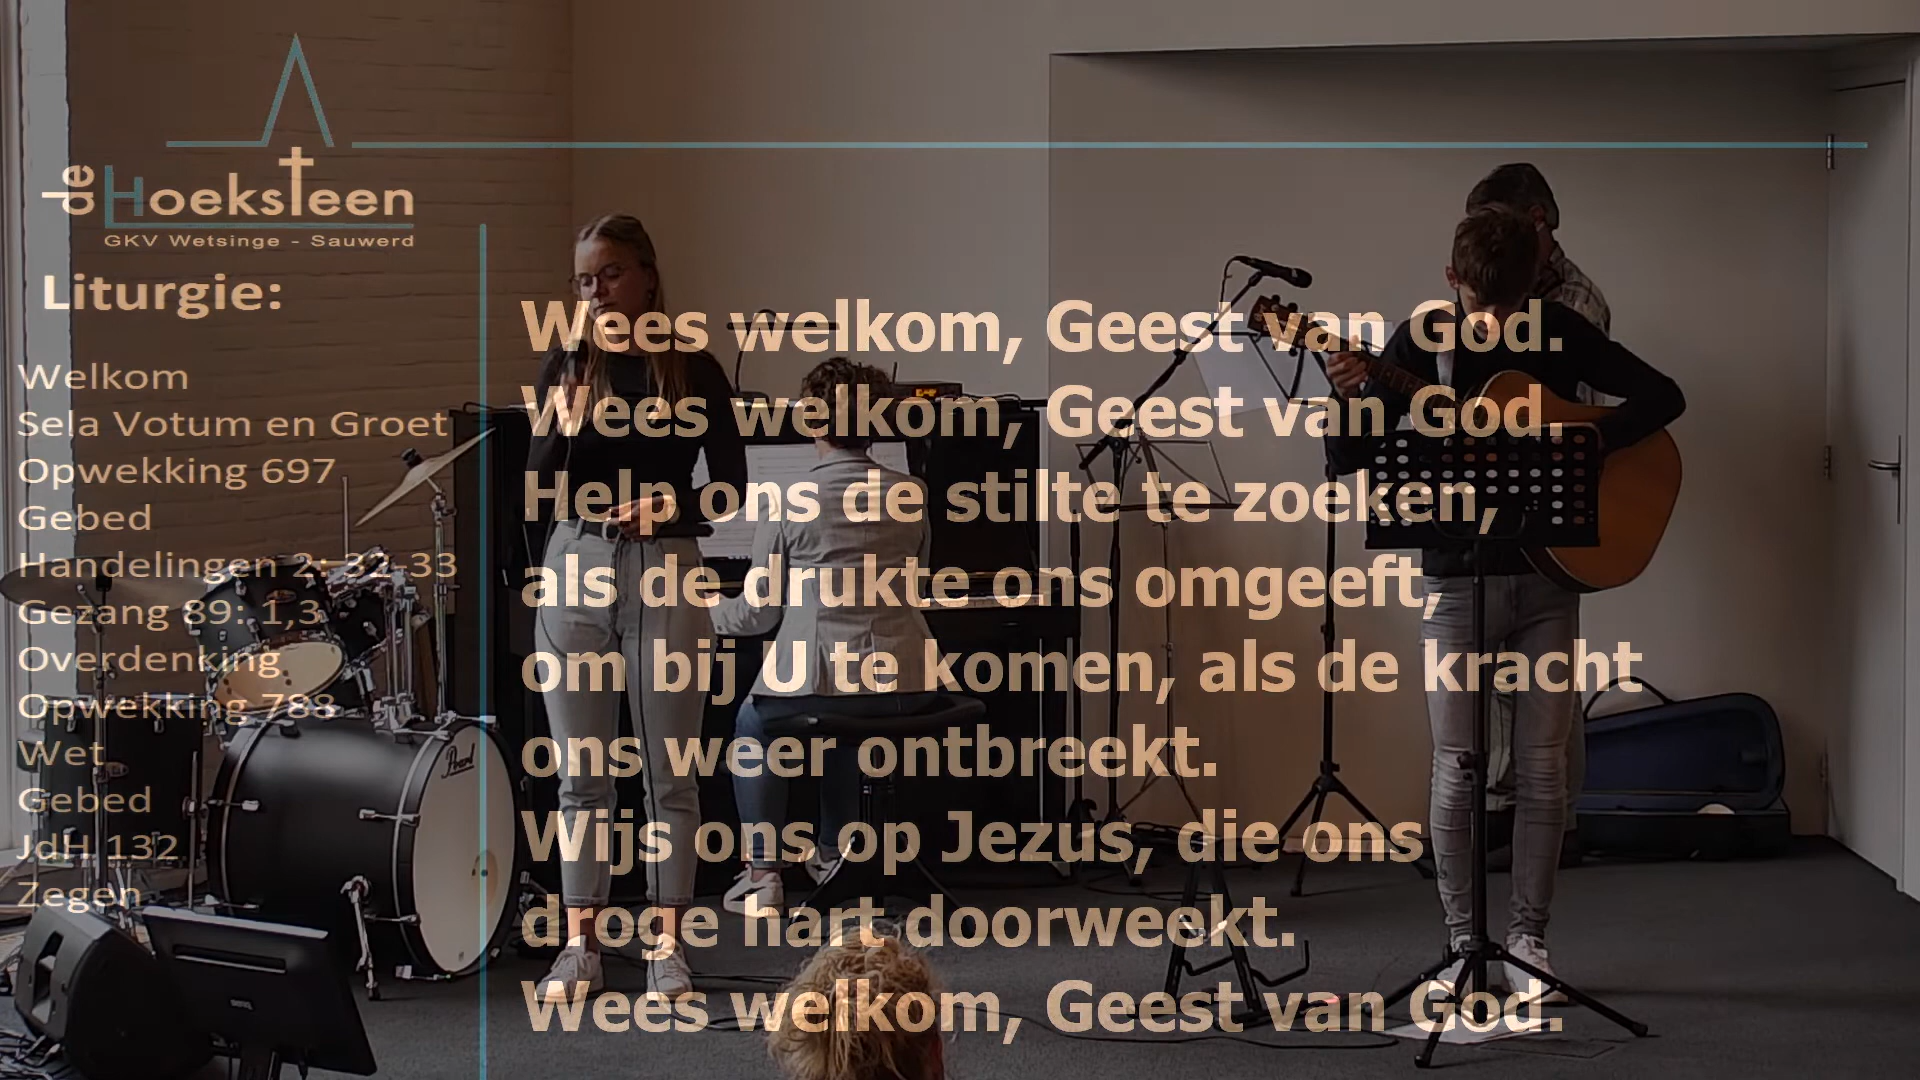 de Hoeksteen
GKV Wetsinge - Sauwerd
Liturgie:
Welkom
Sela Votum en Groet
Opwekking 697
Gebed
Handelingen 2: 32-33
Gezang 89: 1,3
Overdenking
Opwekking 788
Wet
Gebed
JdH 132
Zegen
Wees welkom, Geest van God.
Wees welkom, Geest van God.
Help ons de stilte te zoeken,
als de drukte ons omgeeft,
om bij U te komen, als de kracht
ons weer ontbreekt.
Wijs ons op Jezus, die ons
droge hart doorweekt.
Wees welkom, Geest van God.
Pearl